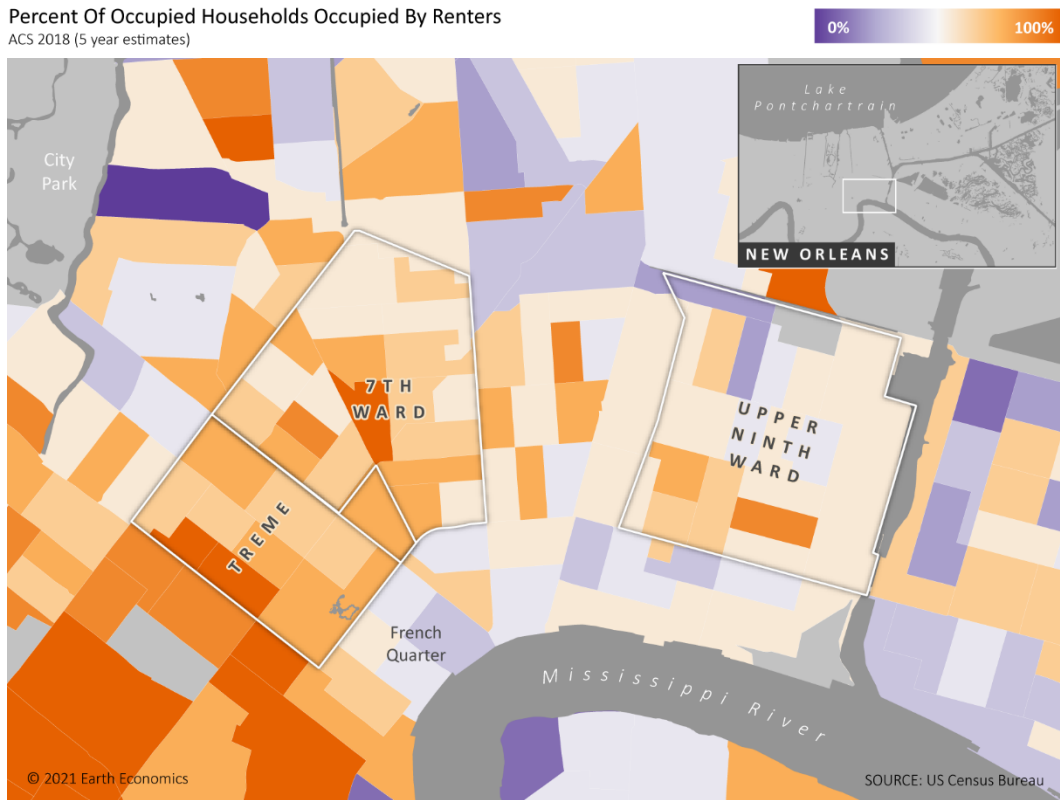 Percent Of Occupied Households Occupied By Renters
ACS 2018 (5 year estimates)
0%
100%
Lake
Pontchartrain
NEW ORLEANS
City
Park
7TH
WARD
UPPER
NINTH
WARD
TREME
French
Quarter
Mississippi River
© 2021 Earth Economics
SOURCE: US Census Bureau